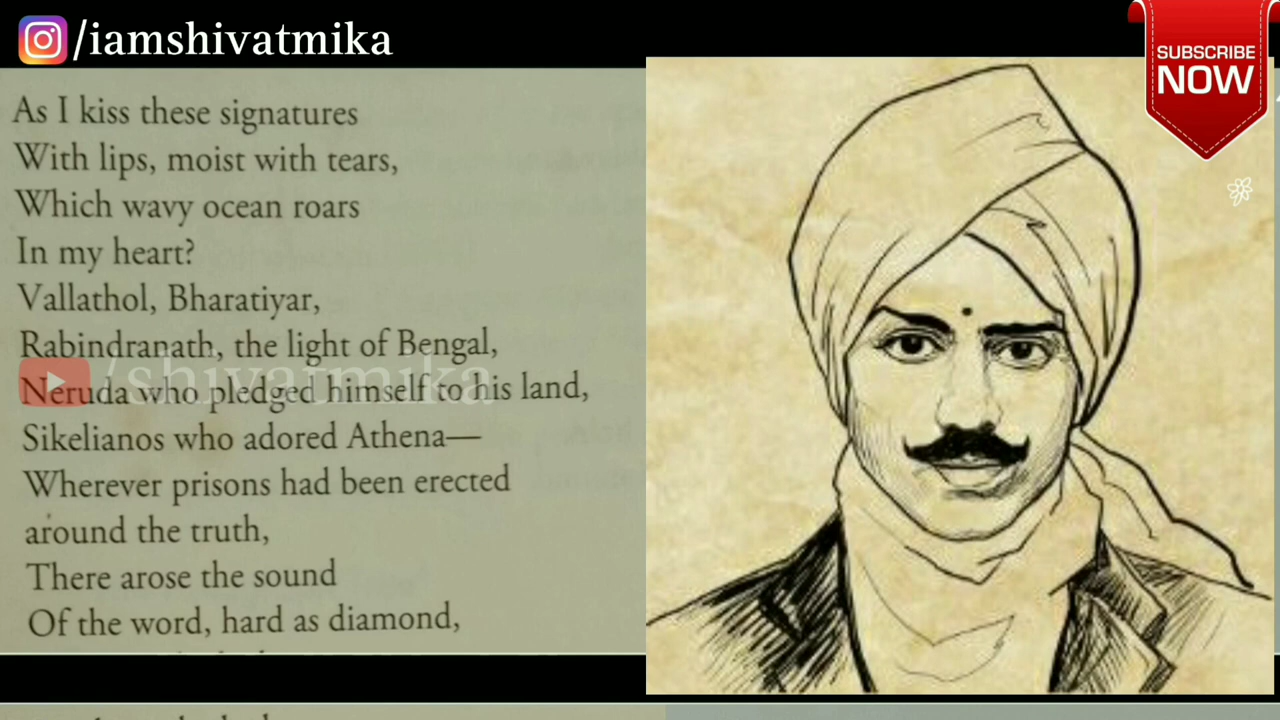 /iamshivatmika
SUBSCRIBE
NOW
As I kiss these signatures
With lips, moist with tears,
Which wavy ocean roars
In my heart?
Vallathol, Bharatiyar,
Rabindranath, the light of Bengal,
/shivatmika
Neruda who pledged himself to his land,
Sikelianos who adored Athena—
Wherever prisons had been erected
around the truth,
There arose the sound
Of the word, hard as diamond,